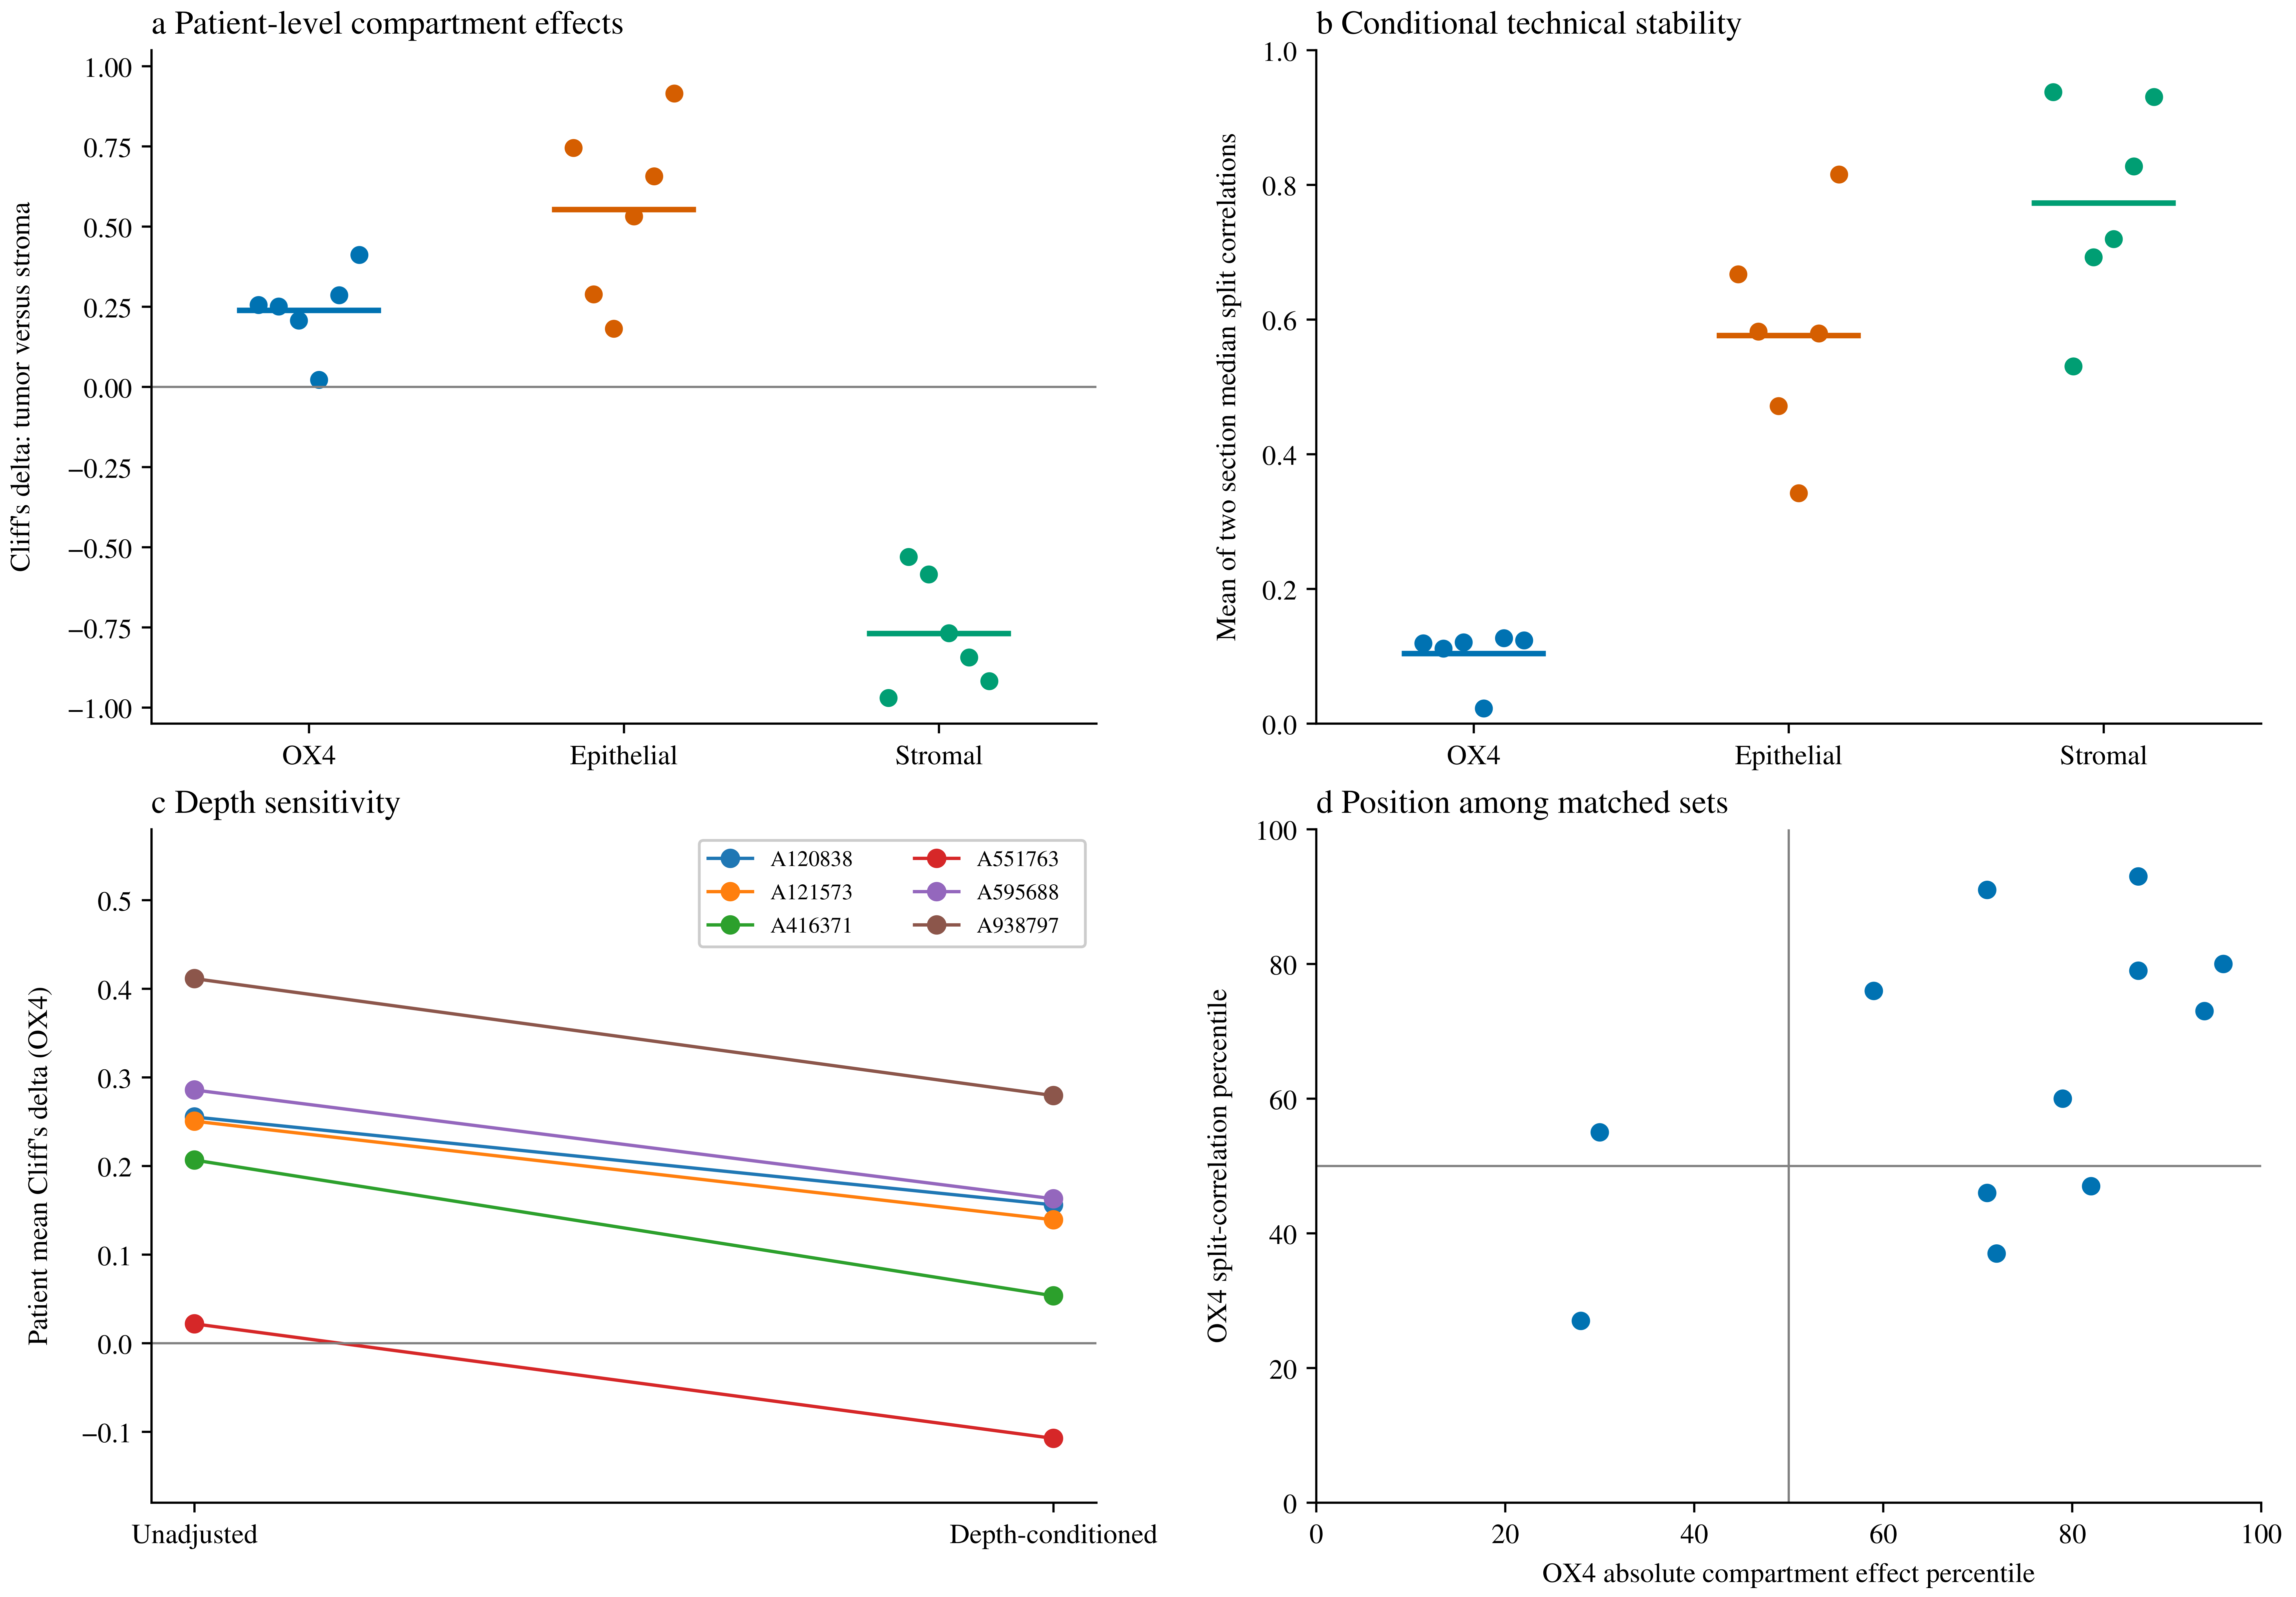 a Patient-level compartment effects
Cliff's delta: tumor versus stroma
1.00
0.75
0.50
0.25
0.00
−0.25
−0.50
−0.75
−1.00
OX4
Epithelial
Stromal
b Conditional technical stability
Mean of two section median split correlations
1.0
0.8
0.6
0.4
0.2
0.0
OX4
Epithelial
Stromal
c Depth sensitivity
Patient mean Cliff's delta (OX4)
0.5
0.4
0.3
0.2
0.1
0.0
−0.1
A120838
A121573
A416371
A551763
A595688
A938797
Unadjusted
Depth-conditioned
d Position among matched sets
OX4 split-correlation percentile
100
80
60
40
20
0
0
20
40
60
80
100
OX4 absolute compartment effect percentile